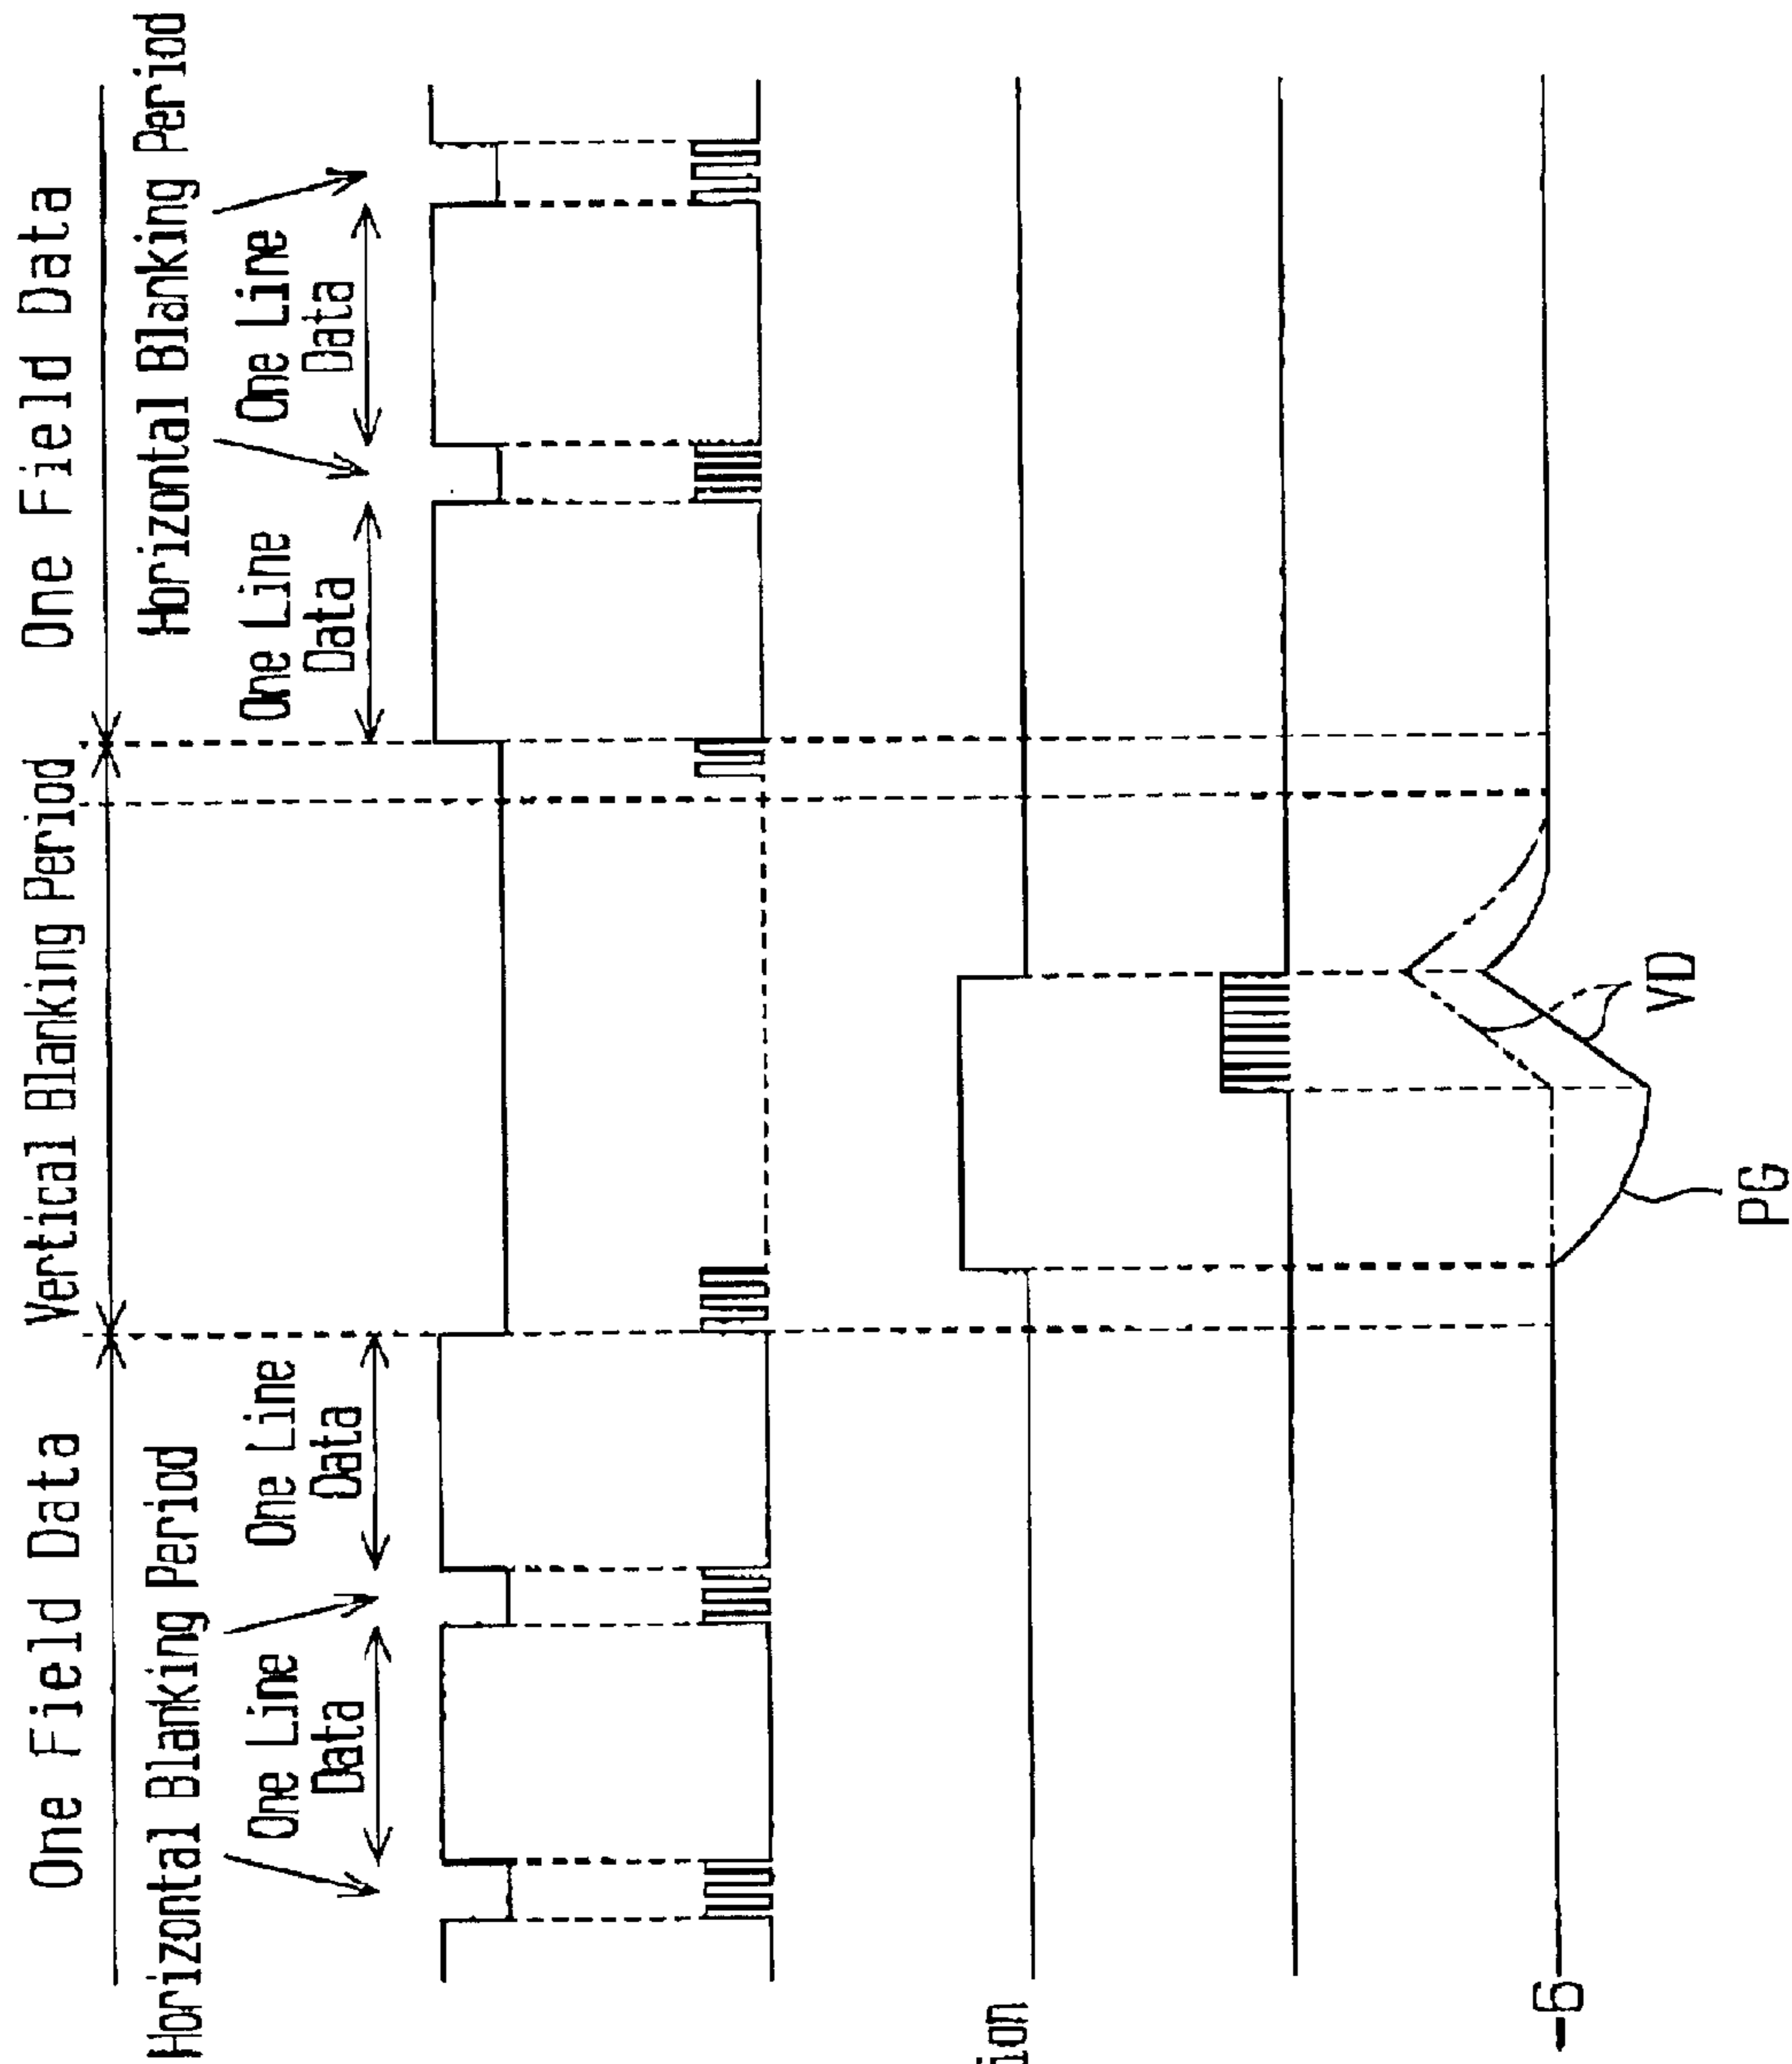 One Field Data
Vertical Blanking Period
One Field Data
Horizontal Blanking Period
Horizontal Blanking Period
One Line
Data
One Line
Data
One Line
Data
One Line
Data
-6
PG
VD